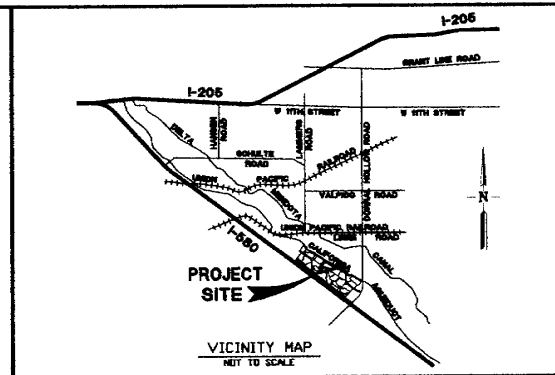 I-205
GRANT LINE ROAD
I-205
W 11TH STREET
W 11TH STREET
DELTA
HANSEN
ROAD
LAMMERS
ROAD
CORRAL HOLLOW ROAD
SCHULTE
ROAD
RAILROAD
UNION
PACIFIC
MENDOTA
VALPICO ROAD
N
UNION PACIFIC RAILROAD
LINNE ROAD
I-580
CALIFORNIA
CANAL
PROJECT
SITE
AQUEDUCT
VICINITY MAP
NOT TO SCALE